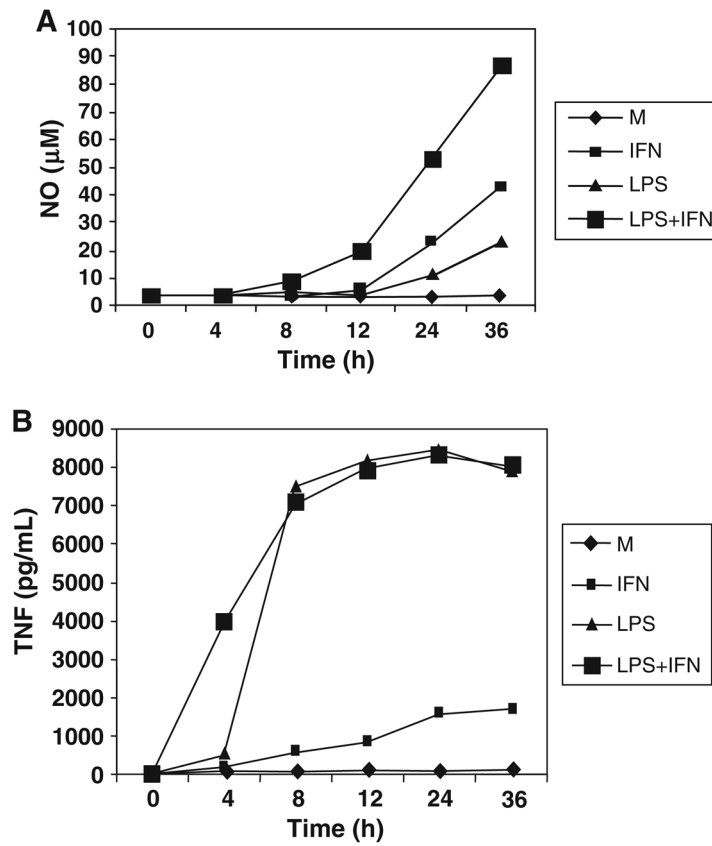 A
100
90
80
70
60
50
40
30
20
10
0
NO (μM)
0 4 8 12 24 36
Time (h)
M
IFN
LPS
LPS+IFN
B
9000
8000
7000
6000
5000
4000
3000
2000
1000
0
TNF (pg/mL)
0 4 8 12 24 36
Time (h)
M
IFN
LPS
LPS+IFN